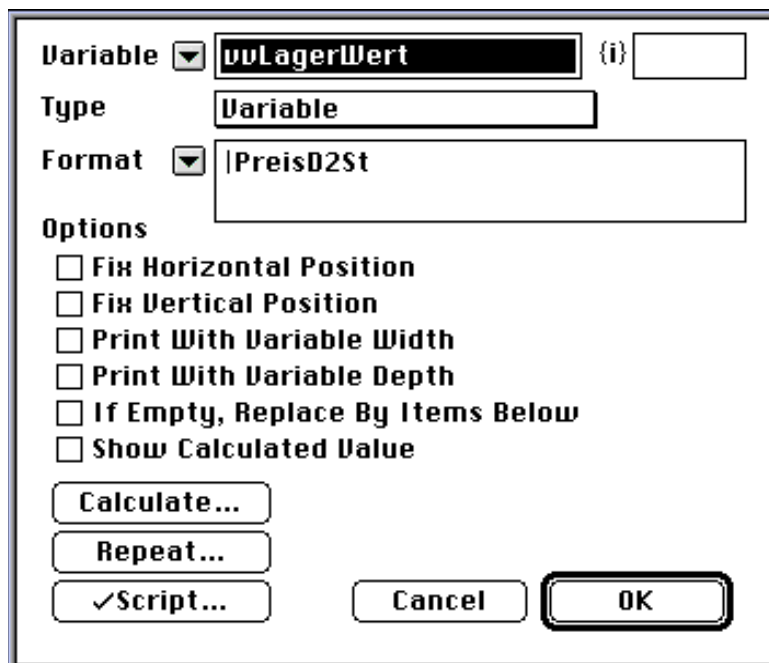 Variable vvLagerWert {i}
Type Variable
Format |PreisD2St
Options
Fix Horizontal Position
Fix Vertical Position
Print With Variable Width
Print With Variable Depth
If Empty, Replace By Items Below
Show Calculated Value
Calculate...
Repeat...
✓Script... Cancel OK